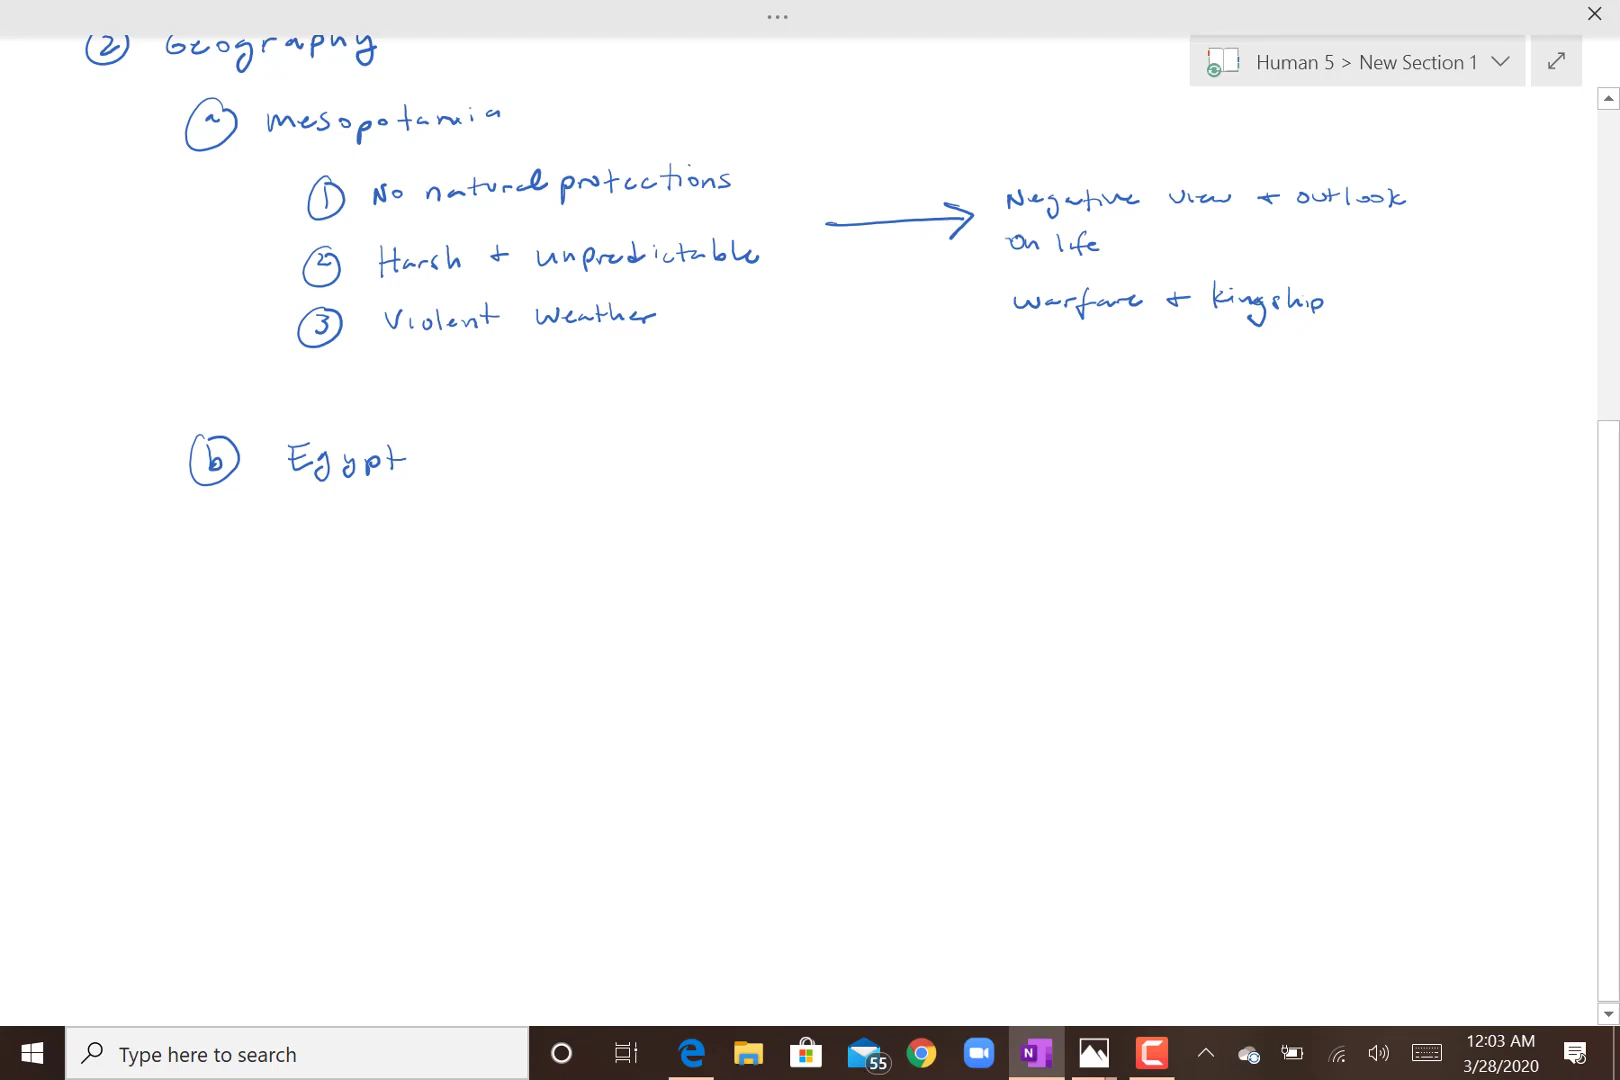 ② Geography
Human 5 > New Section 1
ⓐ Mesopotamia
① No natural protections
Negative view + outlook
on life
② Harsh + unpredictable
warfare + kingship
③ Violent weather
ⓑ Egypt
Type here to search
55
12:03 AM
3/28/2020